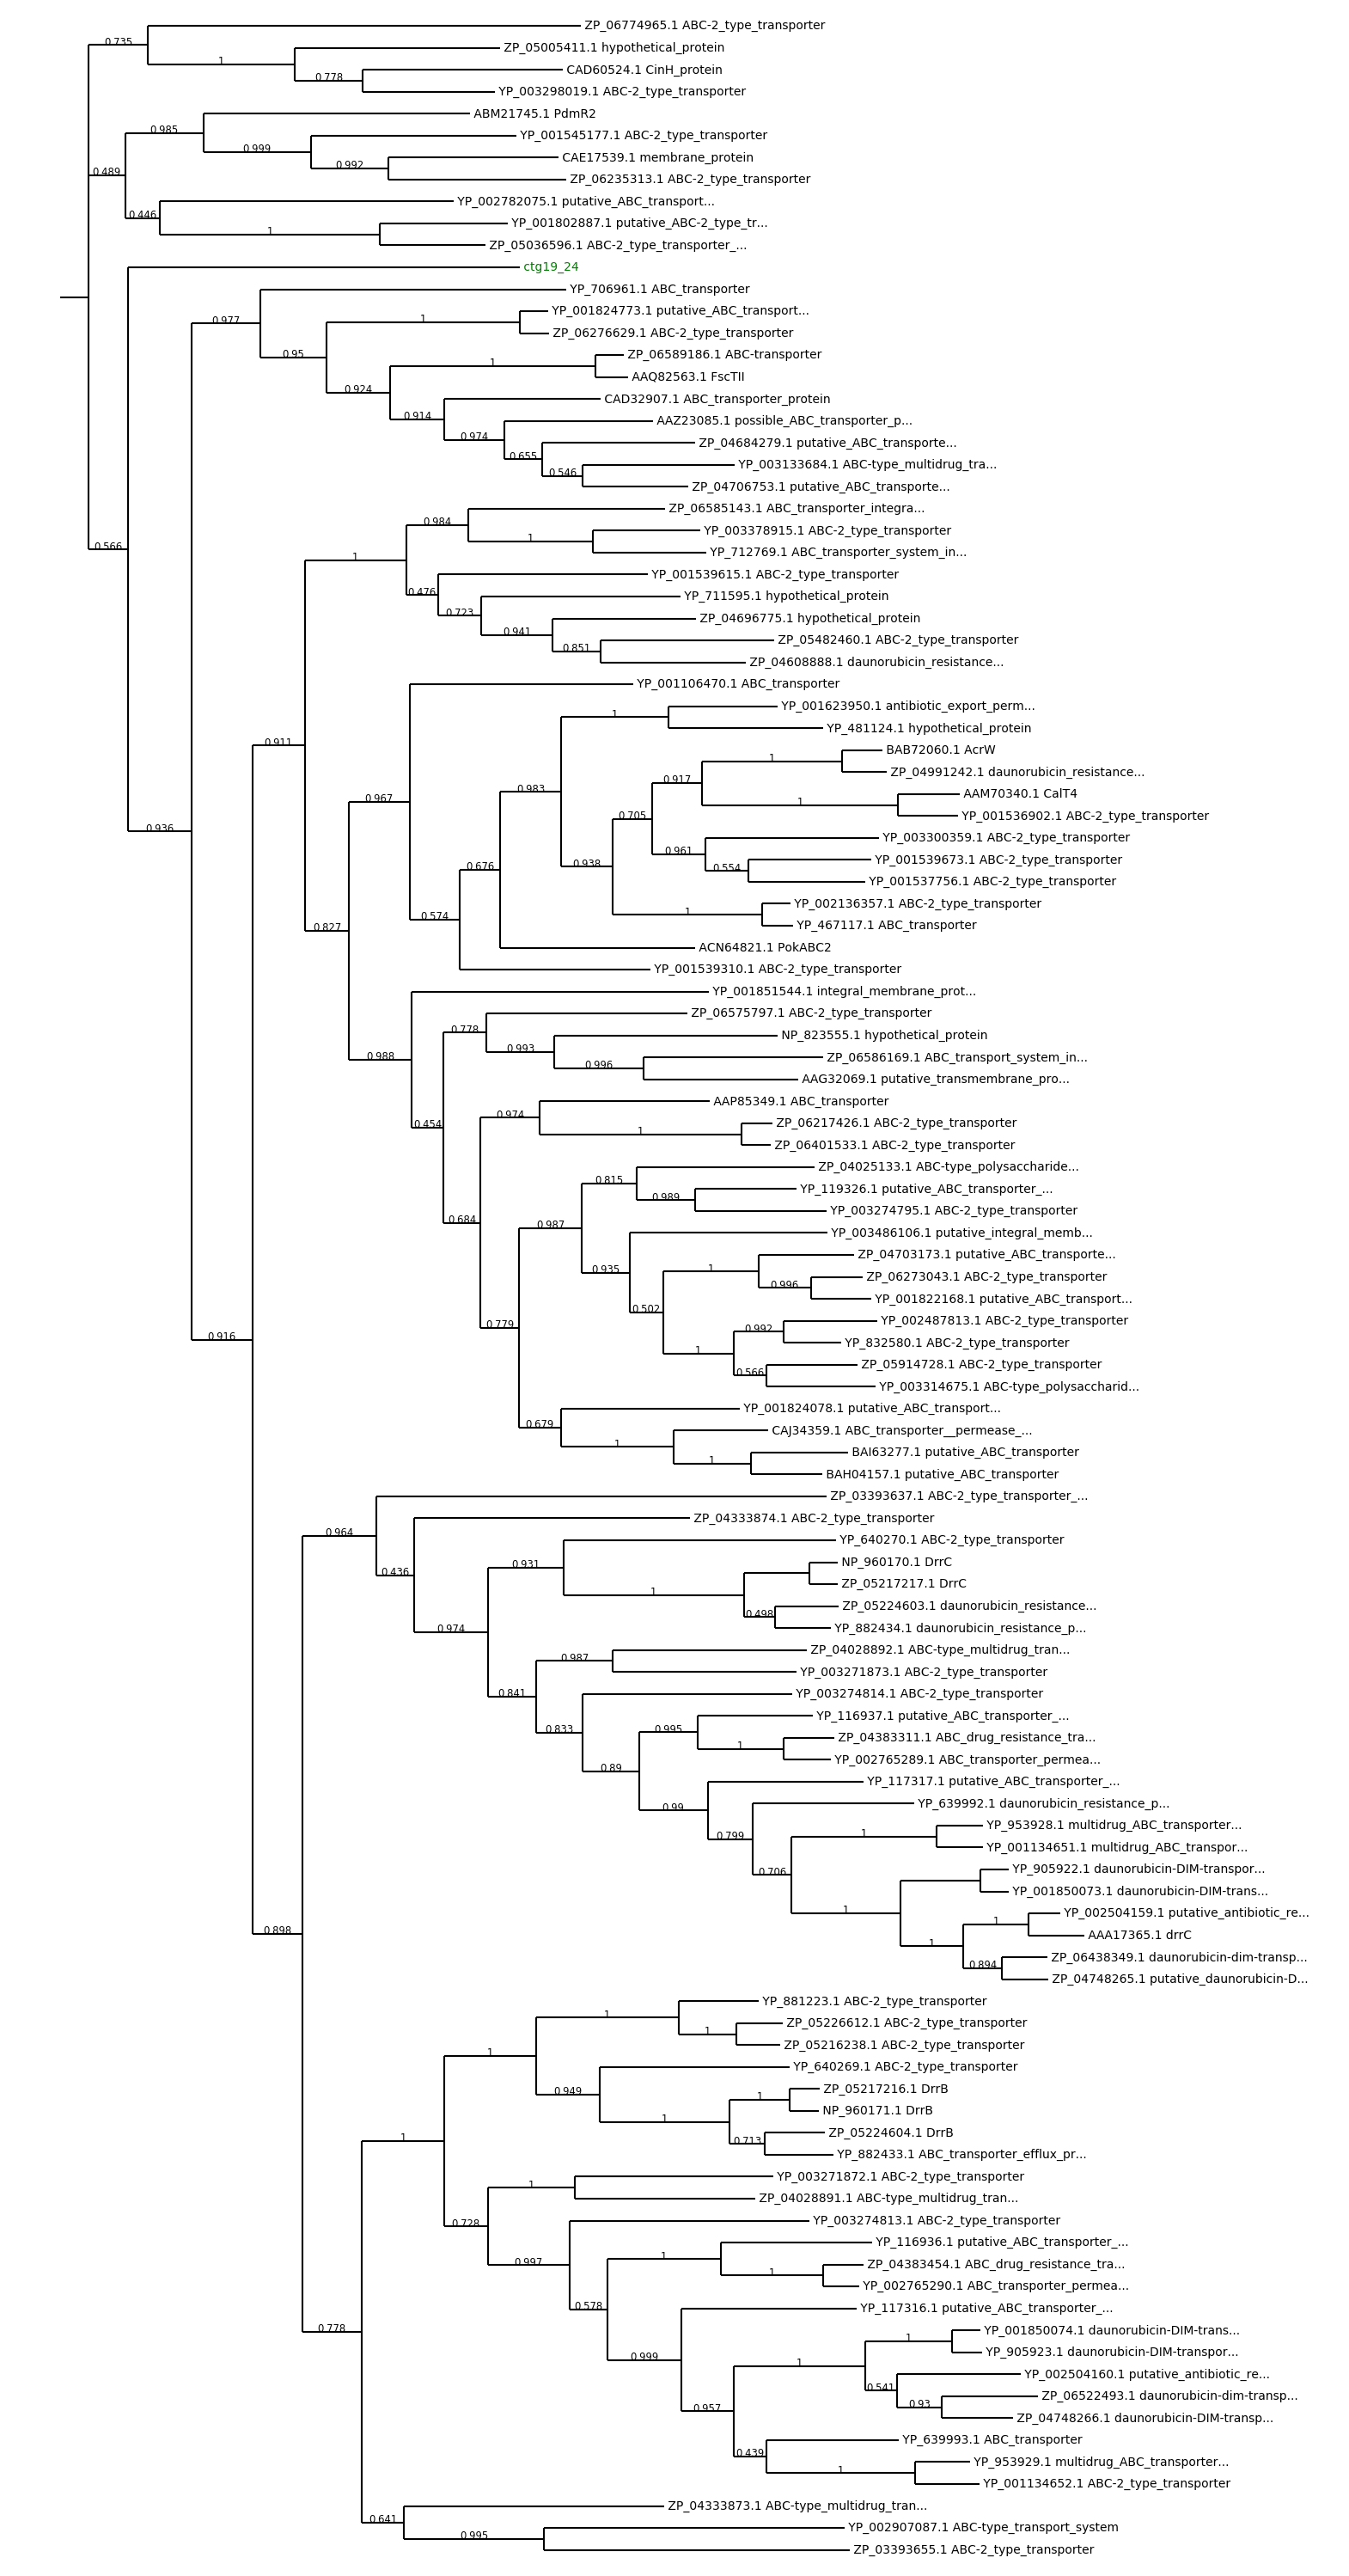 ZP_06774965.1 ABC-2_type_transporter
0.735
ZP_05005411.1 hypothetical_protein
1
CAD60524.1 CinH_protein
0.778
YP_003298019.1 ABC-2_type_transporter
ABM21745.1 PdmR2
0.985
YP_001545177.1 ABC-2_type_transporter
0.999
CAE17539.1 membrane_protein
0.992
0.489
ZP_06235313.1 ABC-2_type_transporter
YP_002782075.1 putative_ABC_transport...
0.446
YP_001802887.1 putative_ABC-2_type_tr...
1
ZP_05036596.1 ABC-2_type_transporter_...
ctg19_24
YP_706961.1 ABC_transporter
YP_001824773.1 putative_ABC_transport...
0.977
1
ZP_06276629.1 ABC-2_type_transporter
0.95
ZP_06589186.1 ABC-transporter
1
AAQ82563.1 FscTII
0.924
CAD32907.1 ABC_transporter_protein
0.914
AAZ23085.1 possible_ABC_transporter_p...
0.974
ZP_04684279.1 putative_ABC_transporte...
0.655
YP_003133684.1 ABC-type_multidrug_tra...
0.546
ZP_04706753.1 putative_ABC_transporte...
ZP_06585143.1 ABC_transporter_integra...
0.984
YP_003378915.1 ABC-2_type_transporter
1
0.566
YP_712769.1 ABC_transporter_system_in...
1
YP_001539615.1 ABC-2_type_transporter
0.476
YP_711595.1 hypothetical_protein
0.723
ZP_04696775.1 hypothetical_protein
0.941
ZP_05482460.1 ABC-2_type_transporter
0.851
ZP_04608888.1 daunorubicin_resistance...
YP_001106470.1 ABC_transporter
YP_001623950.1 antibiotic_export_perm...
1
YP_481124.1 hypothetical_protein
0.911
BAB72060.1 AcrW
1
ZP_04991242.1 daunorubicin_resistance...
0.917
0.983
AAM70340.1 CalT4
0.967
1
YP_001536902.1 ABC-2_type_transporter
0.705
0.936
YP_003300359.1 ABC-2_type_transporter
0.961
YP_001539673.1 ABC-2_type_transporter
0.938
0.676
0.554
YP_001537756.1 ABC-2_type_transporter
YP_002136357.1 ABC-2_type_transporter
1
0.574
YP_467117.1 ABC_transporter
0.827
ACN64821.1 PokABC2
YP_001539310.1 ABC-2_type_transporter
YP_001851544.1 integral_membrane_prot...
ZP_06575797.1 ABC-2_type_transporter
0.778
NP_823555.1 hypothetical_protein
0.993
0.988
ZP_06586169.1 ABC_transport_system_in...
0.996
AAG32069.1 putative_transmembrane_pro...
AAP85349.1 ABC_transporter
0.974
0.454
ZP_06217426.1 ABC-2_type_transporter
1
ZP_06401533.1 ABC-2_type_transporter
ZP_04025133.1 ABC-type_polysaccharide...
0.815
YP_119326.1 putative_ABC_transporter_...
0.989
YP_003274795.1 ABC-2_type_transporter
0.684
0.987
YP_003486106.1 putative_integral_memb...
ZP_04703173.1 putative_ABC_transporte...
0.935
1
ZP_06273043.1 ABC-2_type_transporter
0.996
YP_001822168.1 putative_ABC_transport...
0.502
YP_002487813.1 ABC-2_type_transporter
0.779
0.992
0.916
YP_832580.1 ABC-2_type_transporter
1
ZP_05914728.1 ABC-2_type_transporter
0.566
YP_003314675.1 ABC-type_polysaccharid...
YP_001824078.1 putative_ABC_transport...
0.679
CAJ34359.1 ABC_transporter__permease_...
1
BAI63277.1 putative_ABC_transporter
1
BAH04157.1 putative_ABC_transporter
ZP_03393637.1 ABC-2_type_transporter_...
ZP_04333874.1 ABC-2_type_transporter
0.964
YP_640270.1 ABC-2_type_transporter
0.436
0.931
NP_960170.1 DrrC
ZP_05217217.1 DrrC
1
ZP_05224603.1 daunorubicin_resistance...
0.498
YP_882434.1 daunorubicin_resistance_p...
0.974
ZP_04028892.1 ABC-type_multidrug_tran...
0.987
YP_003271873.1 ABC-2_type_transporter
0.841
YP_003274814.1 ABC-2_type_transporter
YP_116937.1 putative_ABC_transporter_...
0.833
0.995
ZP_04383311.1 ABC_drug_resistance_tra...
1
YP_002765289.1 ABC_transporter_permea...
0.89
YP_117317.1 putative_ABC_transporter_...
0.99
YP_639992.1 daunorubicin_resistance_p...
YP_953928.1 multidrug_ABC_transporter...
0.799
1
YP_001134651.1 multidrug_ABC_transpor...
0.706
YP_905922.1 daunorubicin-DIM-transpor...
YP_001850073.1 daunorubicin-DIM-trans...
1
YP_002504159.1 putative_antibiotic_re...
1
0.898
AAA17365.1 drrC
1
ZP_06438349.1 daunorubicin-dim-transp...
0.894
ZP_04748265.1 putative_daunorubicin-D...
YP_881223.1 ABC-2_type_transporter
1
ZP_05226612.1 ABC-2_type_transporter
1
1
ZP_05216238.1 ABC-2_type_transporter
YP_640269.1 ABC-2_type_transporter
0.949
ZP_05217216.1 DrrB
1
NP_960171.1 DrrB
1
ZP_05224604.1 DrrB
0.713
1
YP_882433.1 ABC_transporter_efflux_pr...
YP_003271872.1 ABC-2_type_transporter
1
ZP_04028891.1 ABC-type_multidrug_tran...
0.728
YP_003274813.1 ABC-2_type_transporter
YP_116936.1 putative_ABC_transporter_...
0.997
1
ZP_04383454.1 ABC_drug_resistance_tra...
1
YP_002765290.1 ABC_transporter_permea...
0.578
YP_117316.1 putative_ABC_transporter_...
0.778
YP_001850074.1 daunorubicin-DIM-trans...
1
YP_905923.1 daunorubicin-DIM-transpor...
0.999
1
YP_002504160.1 putative_antibiotic_re...
0.541
ZP_06522493.1 daunorubicin-dim-transp...
0.93
0.957
ZP_04748266.1 daunorubicin-DIM-transp...
YP_639993.1 ABC_transporter
0.439
YP_953929.1 multidrug_ABC_transporter...
1
YP_001134652.1 ABC-2_type_transporter
ZP_04333873.1 ABC-type_multidrug_tran...
0.641
YP_002907087.1 ABC-type_transport_system
0.995
ZP_03393655.1 ABC-2_type_transporter